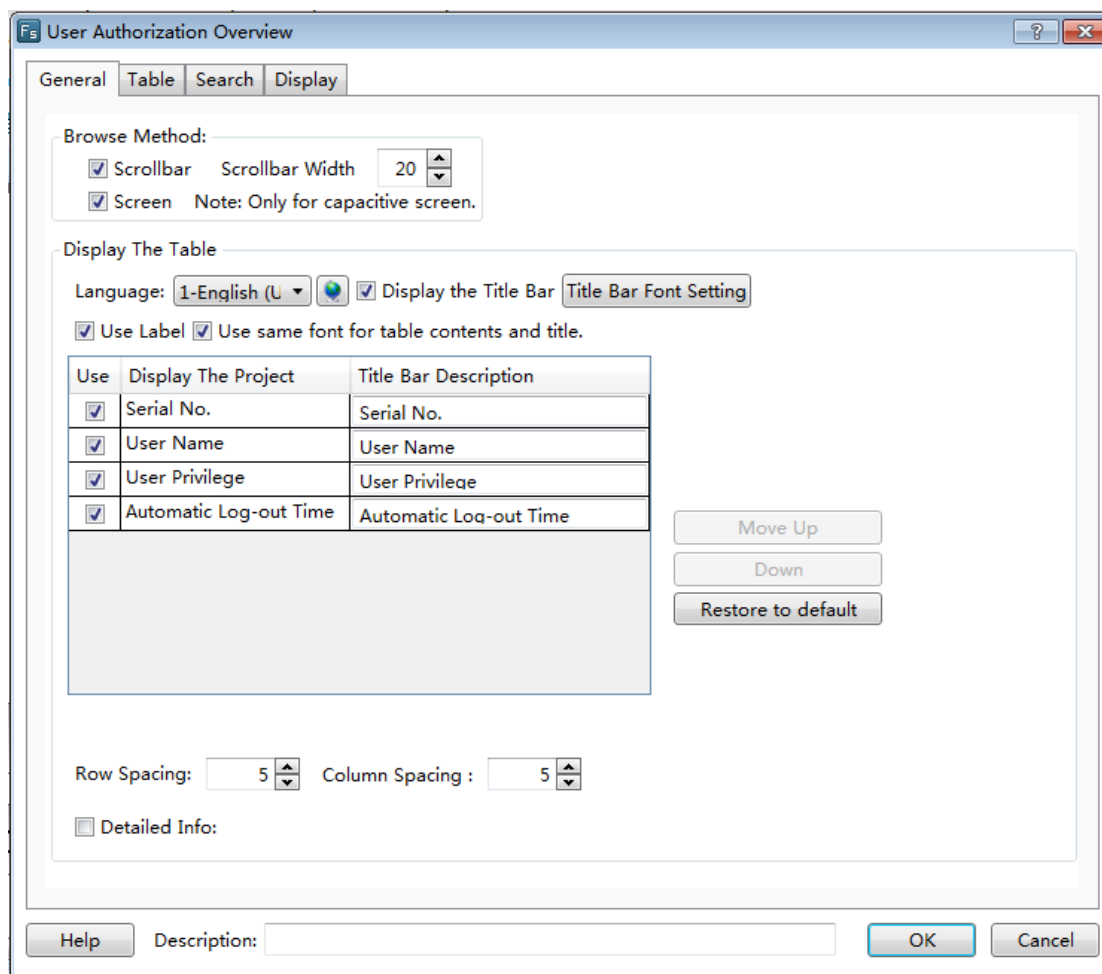 Fs User Authorization Overview
General Table Search Display
Browse Method:
Scrollbar Scrollbar Width 20
Screen Note: Only for capacitive screen.
Display The Table
Language: 1-English (U Display the Title Bar Title Bar Font Setting
Use Label Use same font for table contents and title.
Use Display The Project Title Bar Description
Serial No. Serial No.
User Name User Name
User Privilege User Privilege
Automatic Log-out Time Automatic Log-out Time
Move Up
Down
Restore to default
Row Spacing: 5 Column Spacing : 5
Detailed Info:
Help Description: OK Cancel